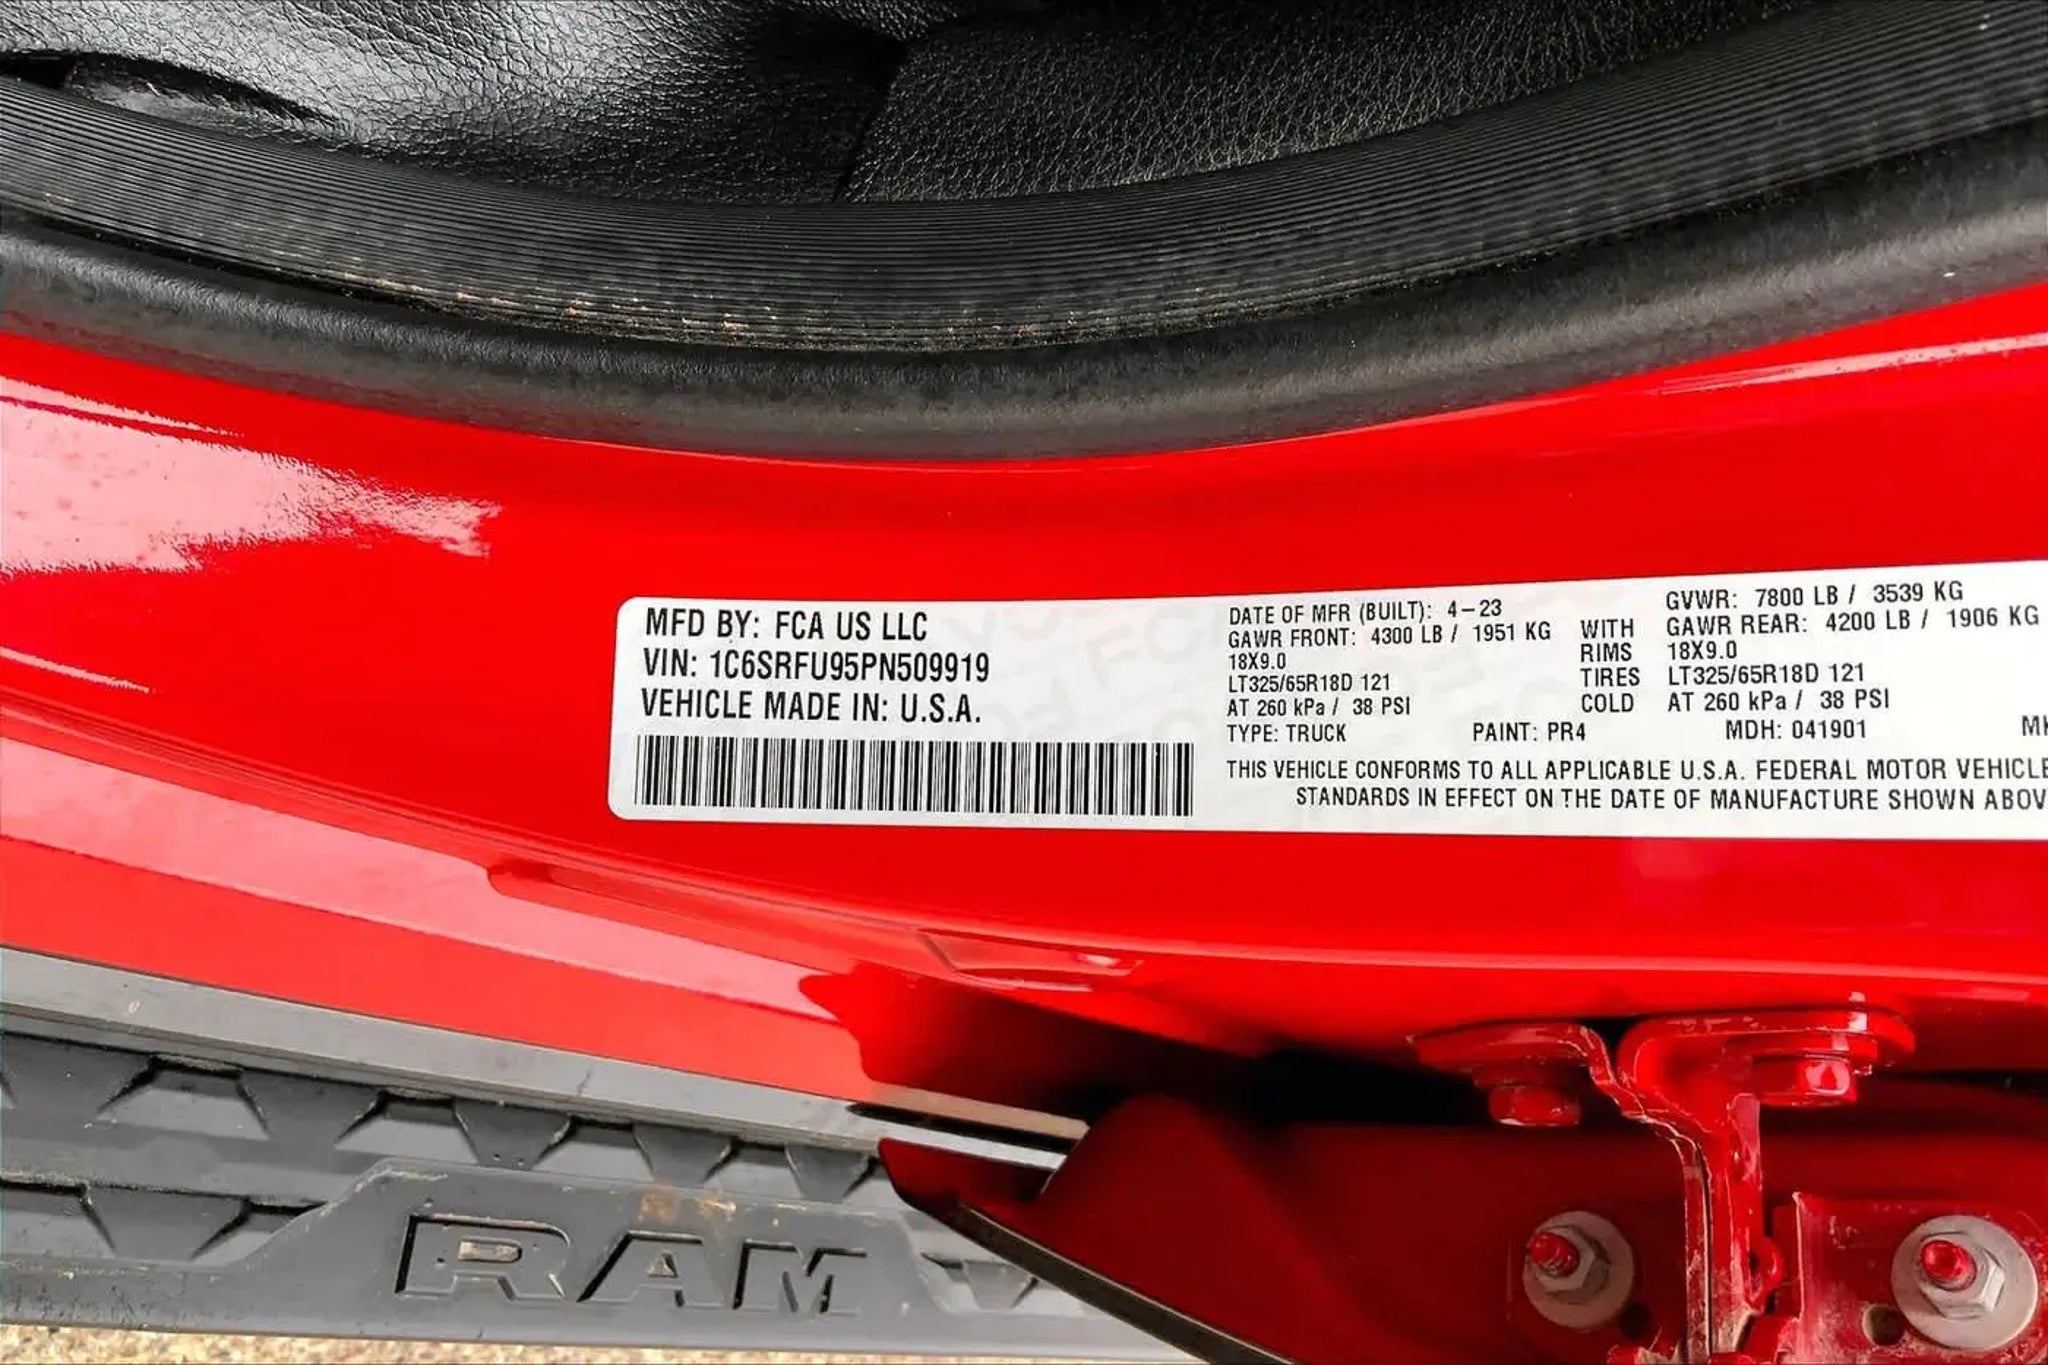 MFD BY: FCA US LLC
VIN: 1C6SRFU95PN509919
VEHICLE MADE IN: U.S.A.
DATE OF MFR (BUILT): 4-23
GVWR: 7800 LB / 3539 KG
GAWR FRONT: 4300 LB / 1951 KG WITH GAWR REAR: 4200 LB / 1906 KG
18X9.0 RIMS 18X9.0
LT325/65R18D 121 TIRES LT325/65R18D 121
AT 260 kPa / 38 PSI COLD AT 260 kPa / 38 PSI
TYPE: TRUCK PAINT: PR4 MDH: 041901
THIS VEHICLE CONFORMS TO ALL APPLICABLE U.S.A. FEDERAL MOTOR VEHICLE
STANDARDS IN EFFECT ON THE DATE OF MANUFACTURE SHOWN ABOV
RAM